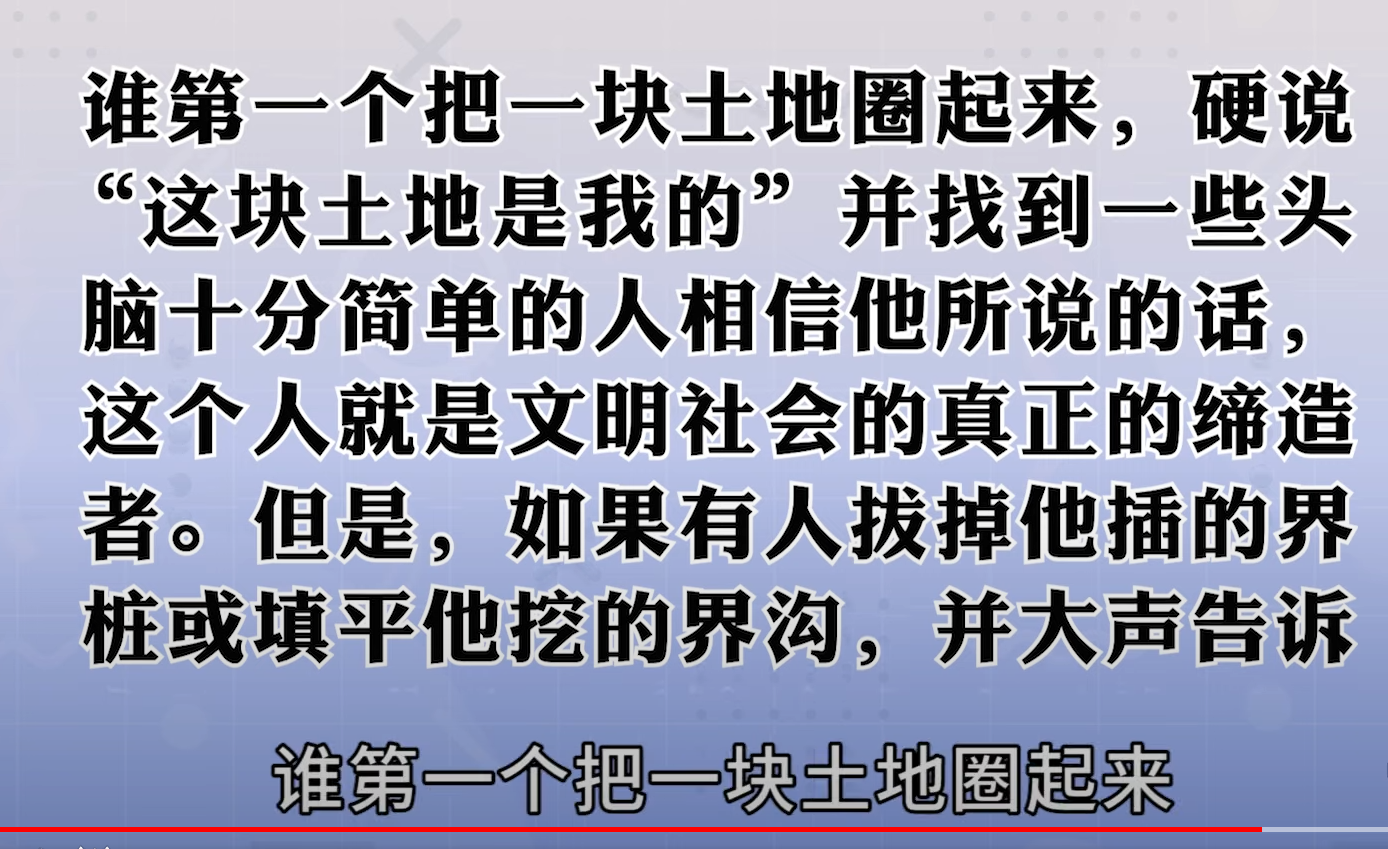 谁第一个把一块土地圈起来，硬说
“这块土地是我的”并找到一些头
脑十分简单的人相信他所说的话，
这个人就是文明社会的真正的缔造
者。但是，如果有人拔掉他插的界
桩或填平他挖的界沟，并大声告诉
谁第一个把一块土地圈起来